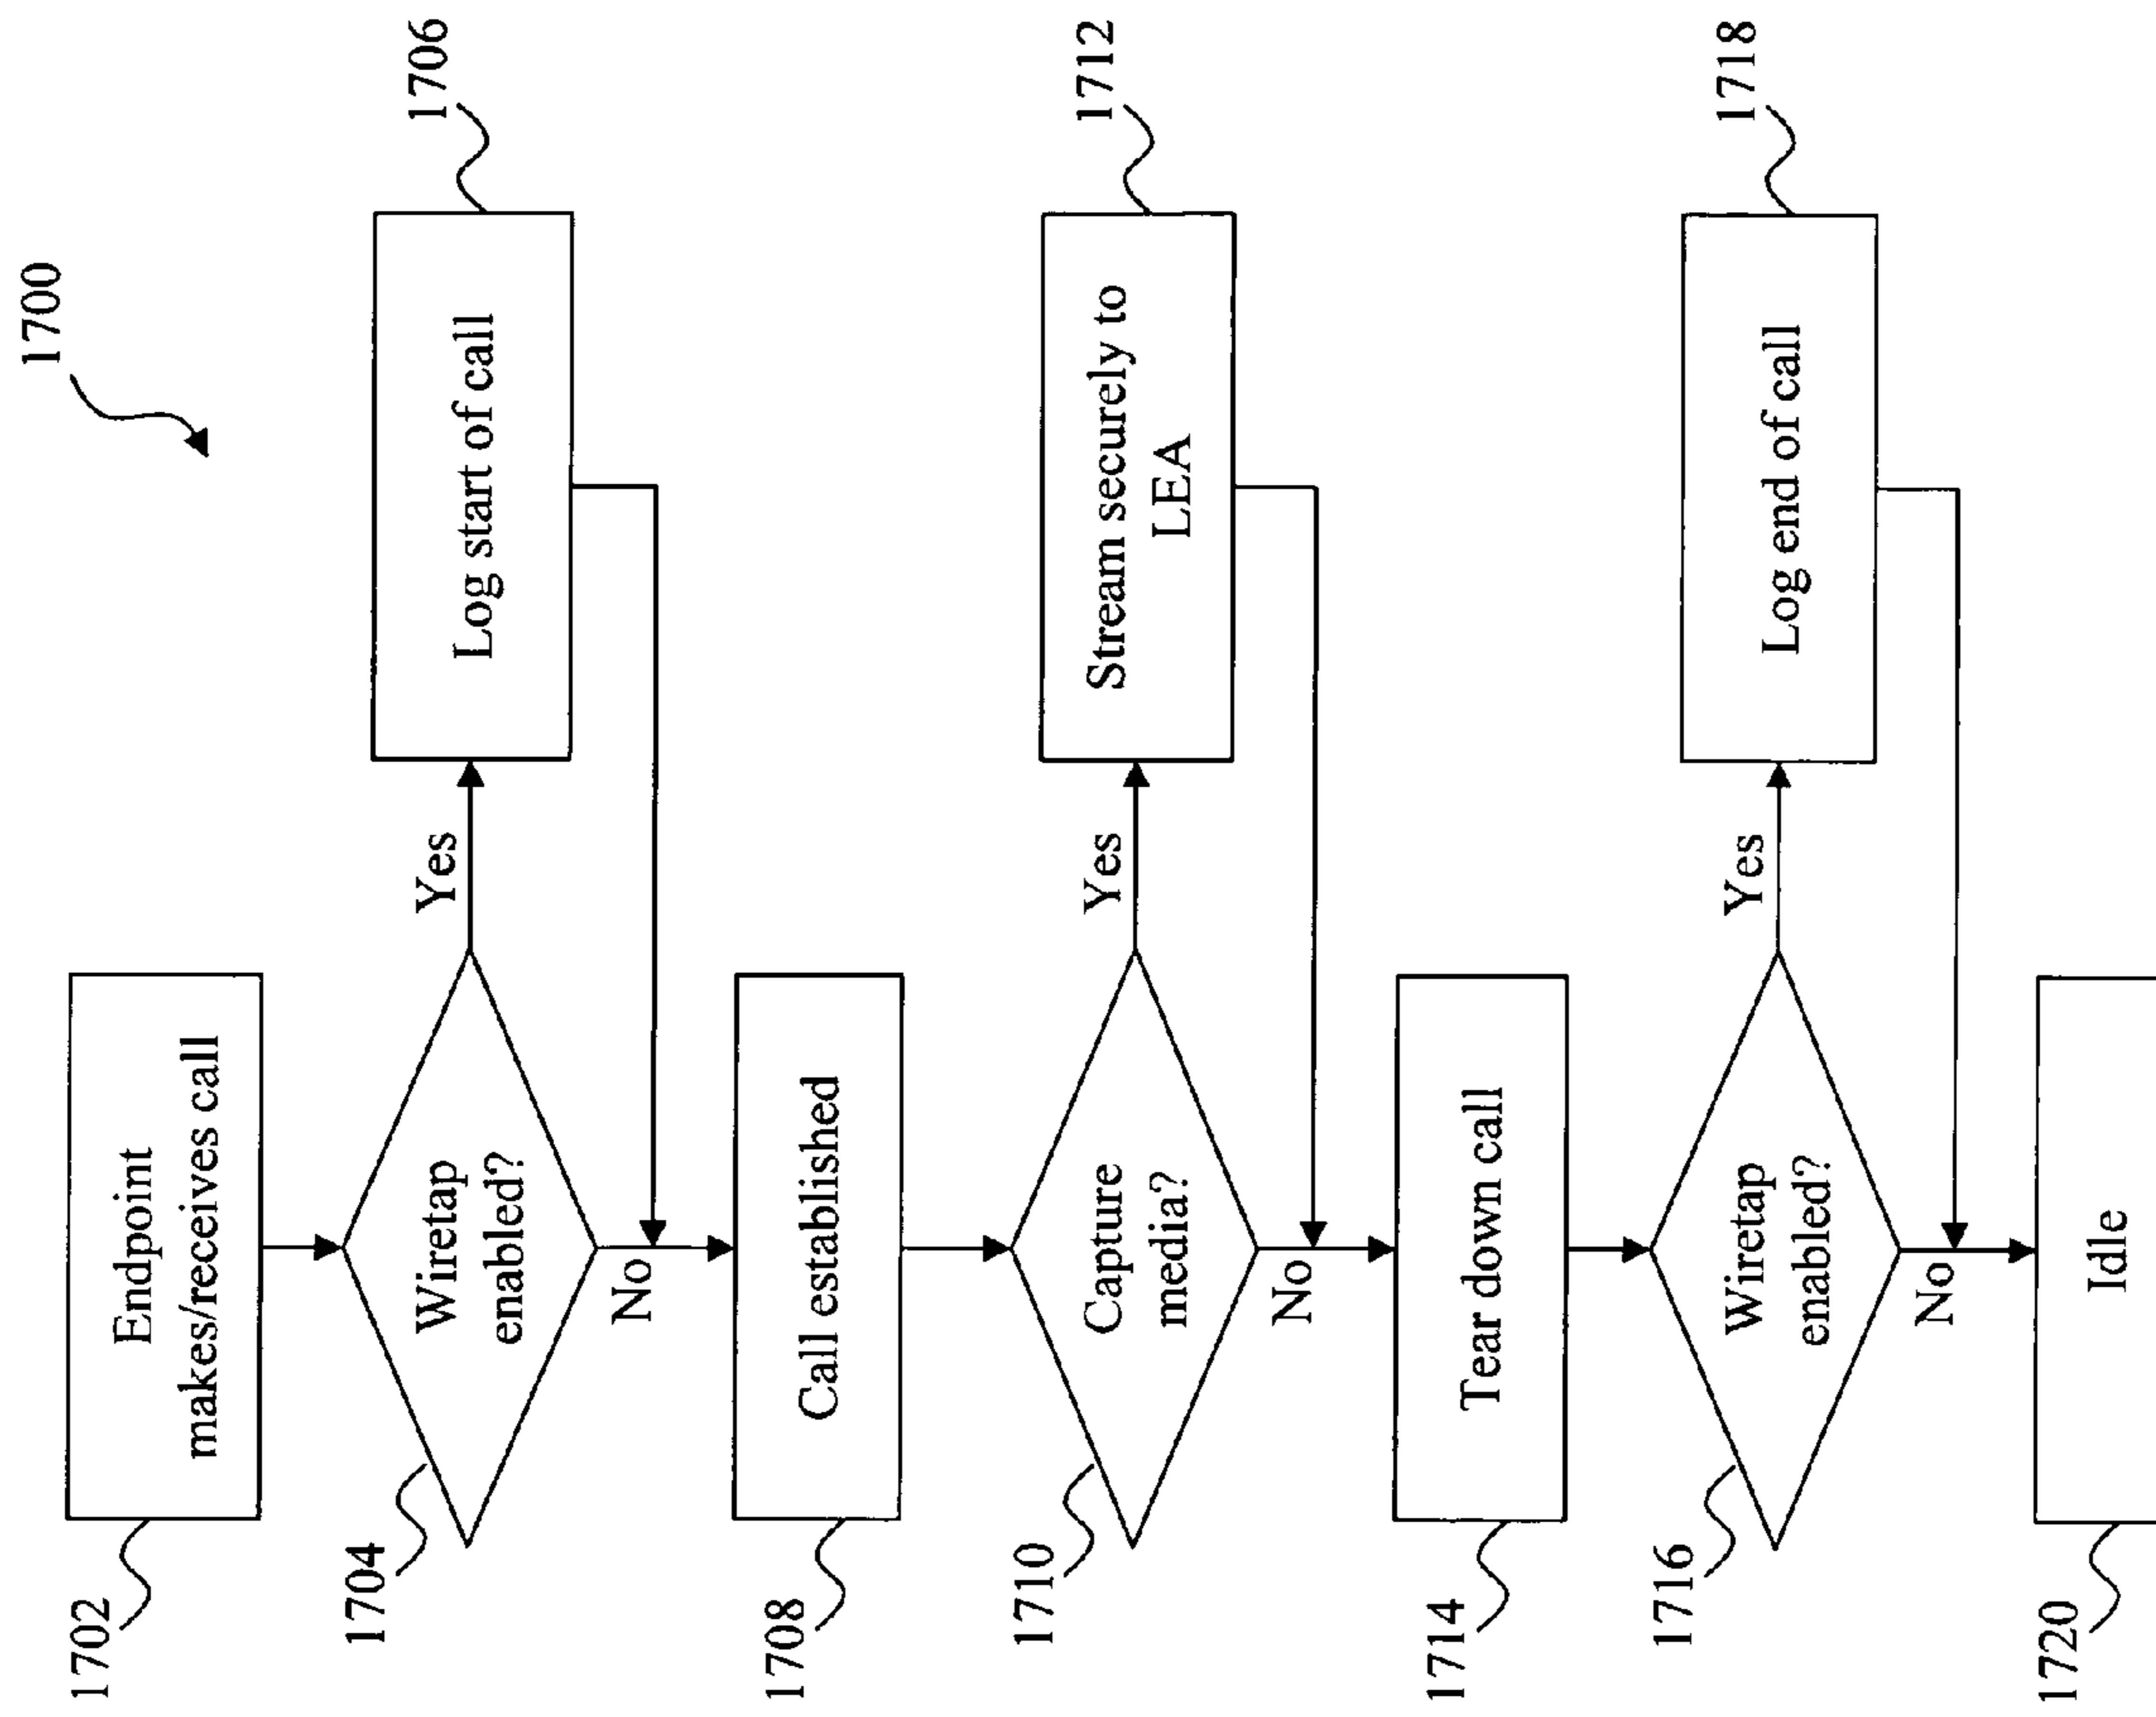 1700
1702
Endpoint
makes/receives call
1704
Wiretap
enabled?
Yes
No
1706
Log start of call
1708
Call established
1710
Capture
media?
Yes
No
1712
Stream securely to
LEA
1714
Tear down call
1716
Wiretap
enabled?
Yes
No
1718
Log end of call
1720
Idle